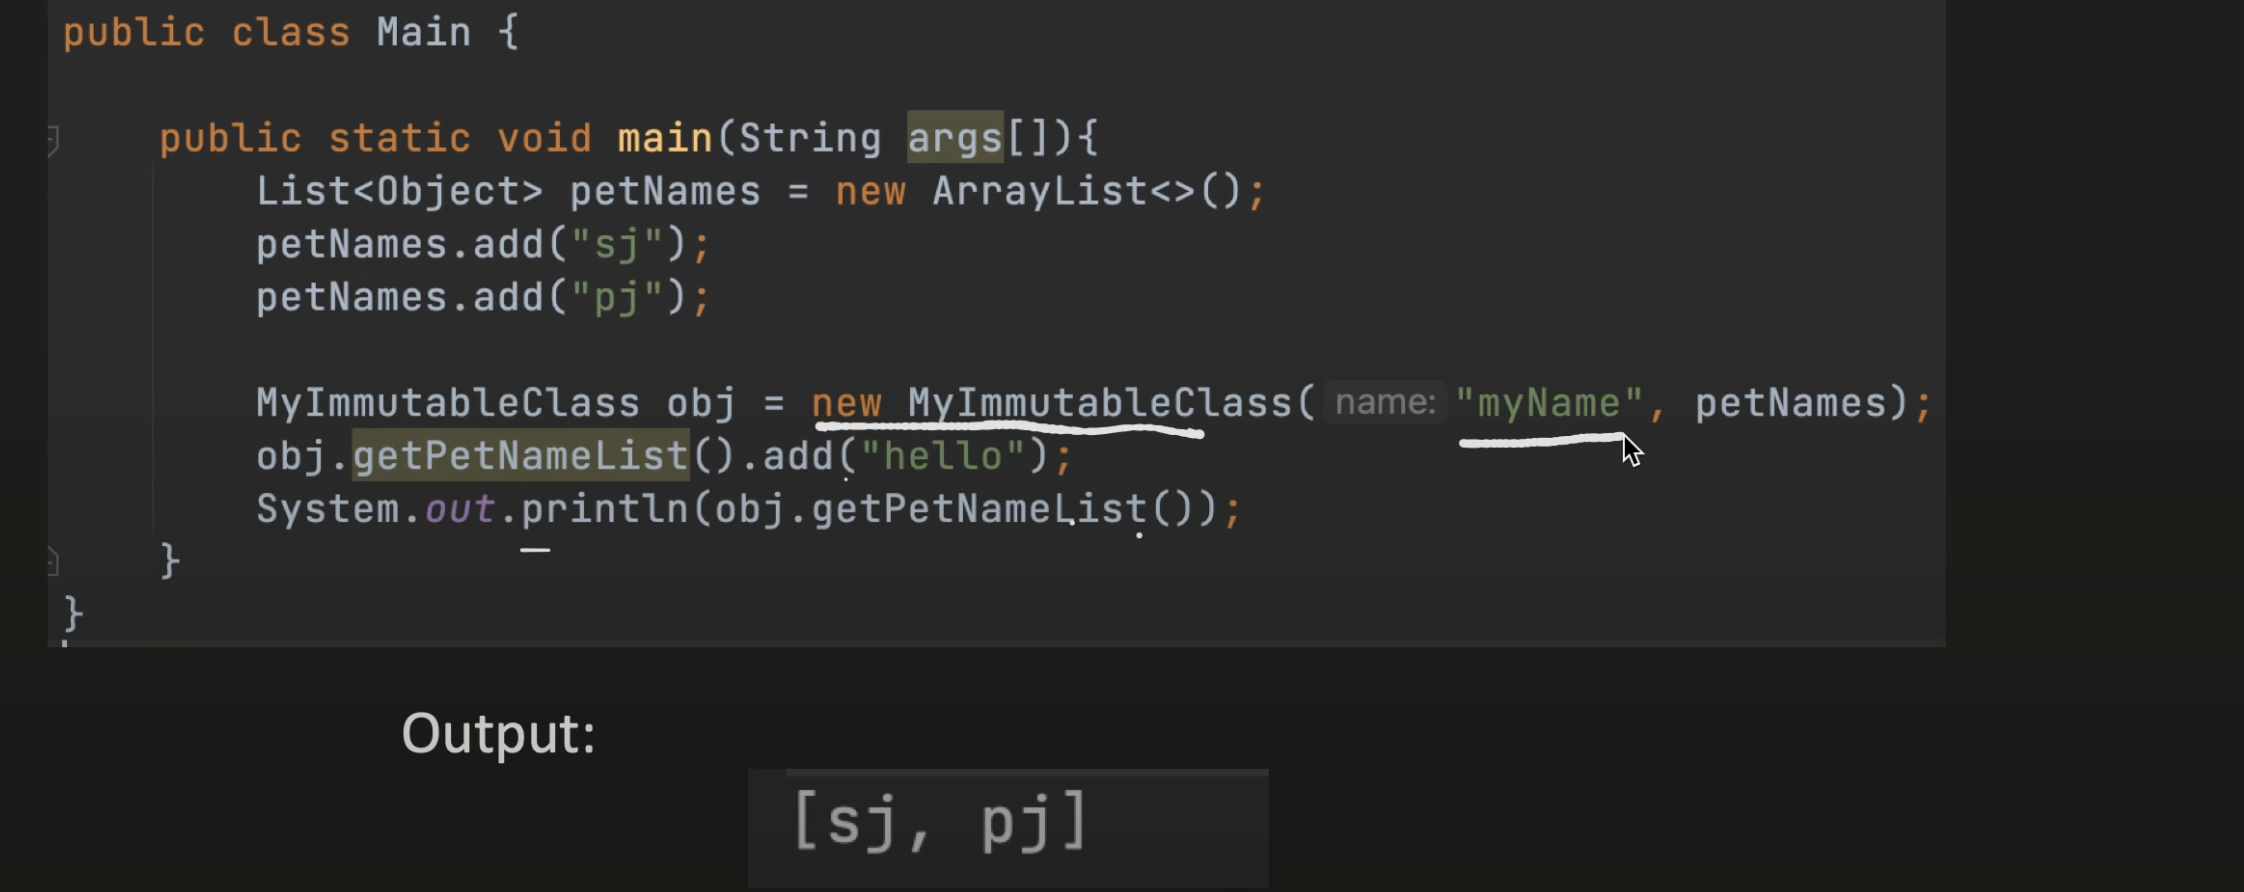 public class Main {
public static void main(String args[]){
List<Object> petNames = new ArrayList<>();
petNames.add("sj");
petNames.add("pj");
MyImmutableClass obj = new MyImmutableClass( name: "myName", petNames);
obj.getPetNameList().add("hello");
System.out.println(obj.getPetNameList());
}
}
Output:
[sj, pj]